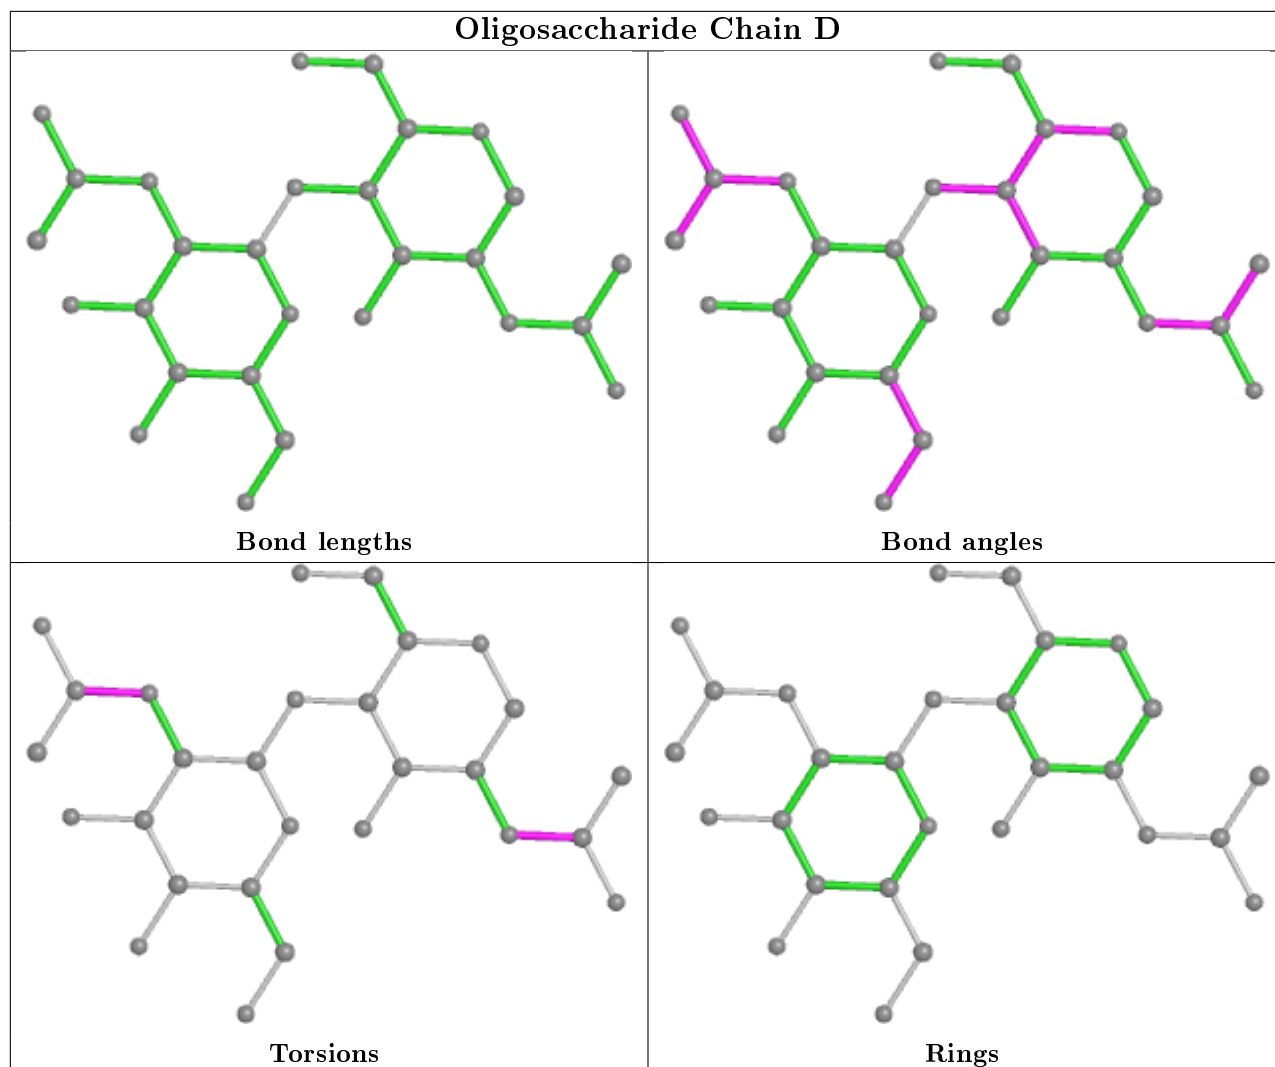 Oligosaccharide Chain D
Bond lengths
Bond angles
Torsions
Rings